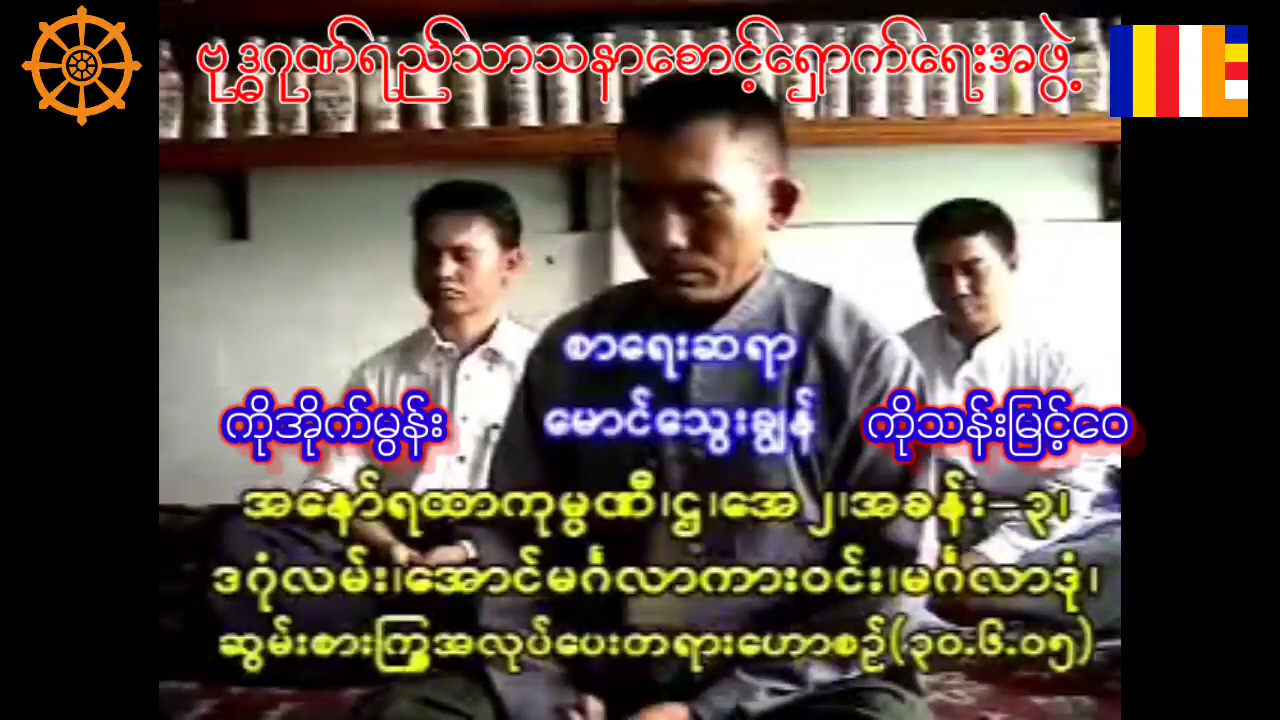 ဗုဒ္ဓဂုဏ်ရည်သာသနာစောင့်ရှောက်ရေးအဖွဲ့
စာရေးဆရာ
ကိုအိုက်မွန်း မောင်သွေးချွန် ကိုသန်းမြင့်ဝေ
အနော်ရထာကုမ္ပဏီ၊ဌ၊အေ၂၊အခန်း-၃၊
ဒဂုံလမ်း၊အောင်မင်္ဂလာကားဝင်း၊မင်္ဂလာဒုံ၊
ဆွမ်းစားကြွအလုပ်ပေးတရားဟောစဉ်(၃၀.၆.၀၅)